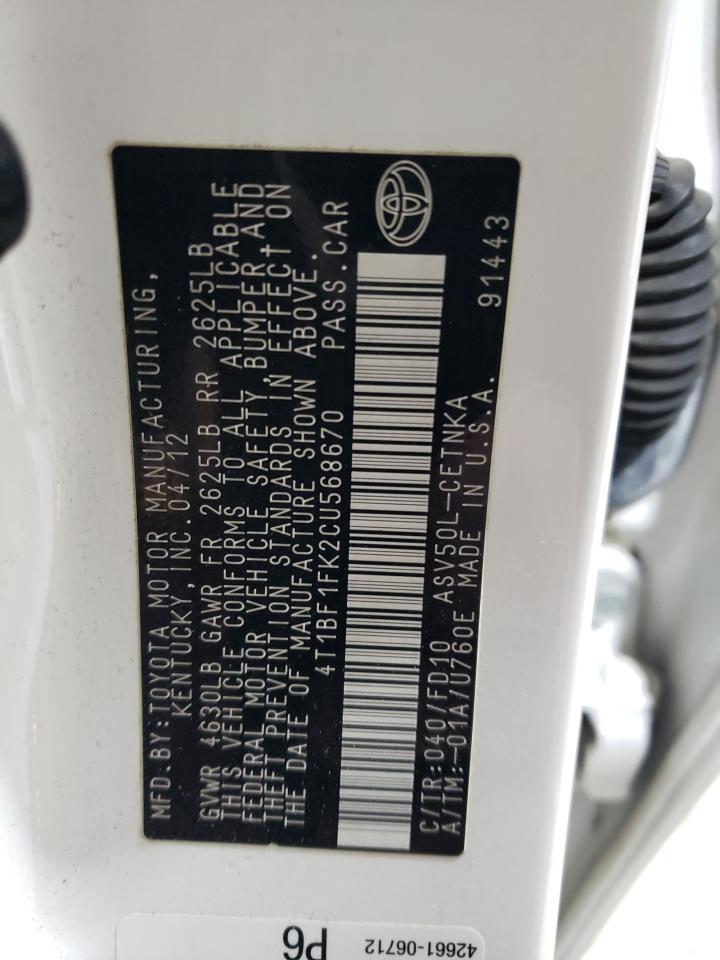 MFD.BY:TOYOTA MOTOR MANUFACTURING,
KENTUCKY, INC.04/12
GVWR 4630LB GAWR FR 2625LB RR 2625LB
THIS VEHICLE CONFORMS TO ALL APPLICABLE
FEDERAL MOTOR VEHICLE SAFETY,BUMPER,AND
THEFT PREVENTION STANDARDS IN EFFECT ON
THE DATE OF MANUFACTURE SHOWN ABOVE.
4T1BF1FK2CU568670 PASS.CAR
C/TR:040/FD10 ASV50L-CETNKA 91443
A/TM:-01A/U760E MADE IN U.S.A.
42661-06712 P6